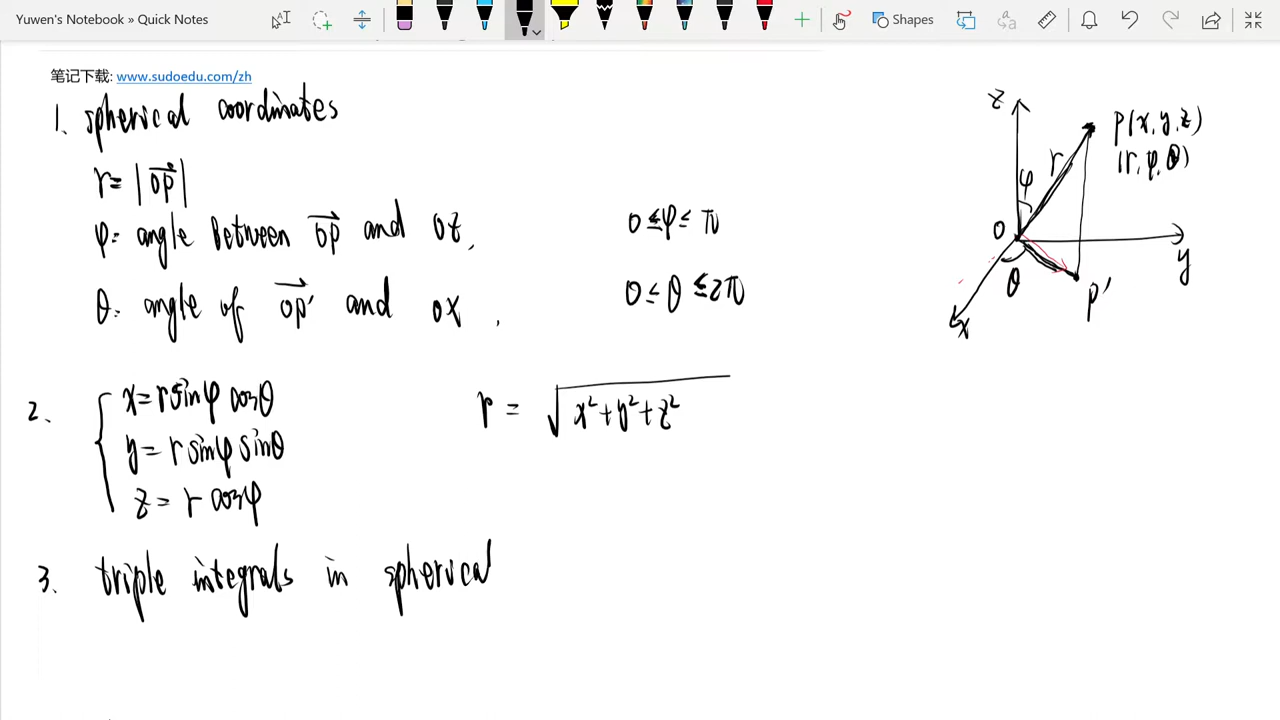 Yuwen's Notebook » Quick Notes
Shapes
笔记下载: www.sudoedu.com/zh
1. spherical coordinates
r = |OP|
φ = angle between OP and OZ,
0 ≤ φ ≤ π
θ = angle of OP' and OX,
0 ≤ θ ≤ 2π
2. { x = r sinφ cosθ
y = r sinφ sinθ
z = r cosφ
r = √x²+y²+z²
3. triple integrals in spherical
z
P(x, y, z)
(r, φ, θ)
r
φ
O
y
θ
P'
x